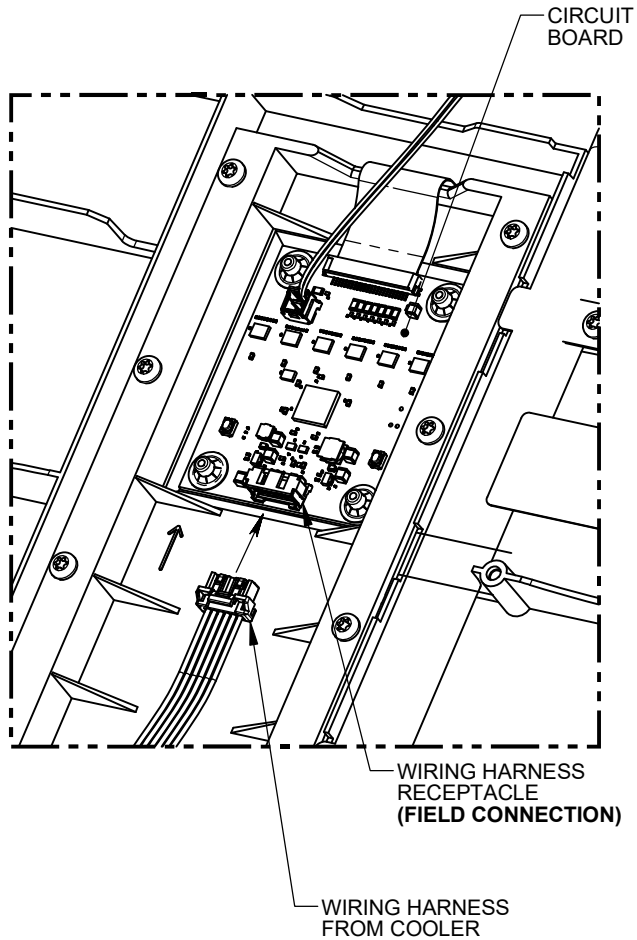 CIRCUIT
BOARD
WIRING HARNESS
RECEPTACLE
(FIELD CONNECTION)
WIRING HARNESS
FROM COOLER